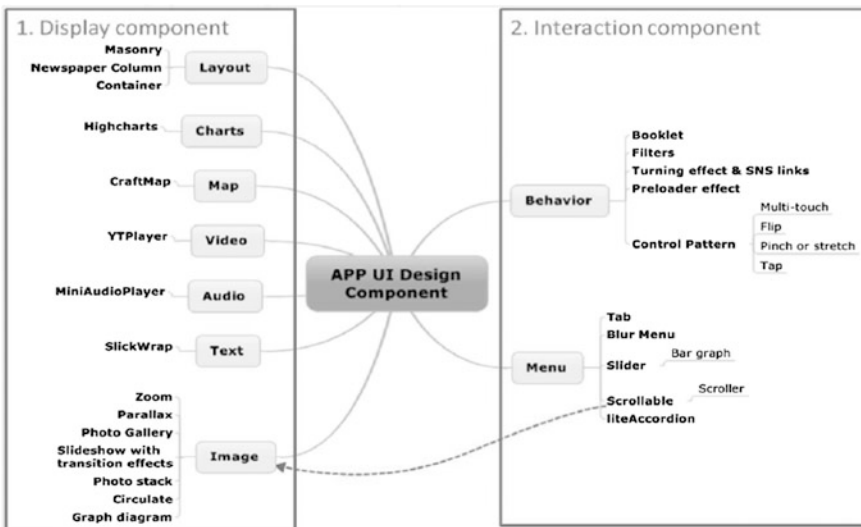 1. Display component
Masonry
Newspaper Column
Container
Layout
Highcharts
Charts
CraftMap
Map
YTPlayer
Video
MiniAudioPlayer
Audio
SlickWrap
Text
Zoom
Parallax
Photo Gallery
Slideshow with
transition effects
Photo stack
Circulate
Graph diagram
Image
APP UI Design
Component
2. Interaction component
Behavior
Booklet
Filters
Turning effect & SNS links
Preloader effect
Control Pattern
Multi-touch
Flip
Pinch or stretch
Tap
Menu
Tab
Blur Menu
Slider
Bar graph
Scrollable
Scroller
liteAccordion